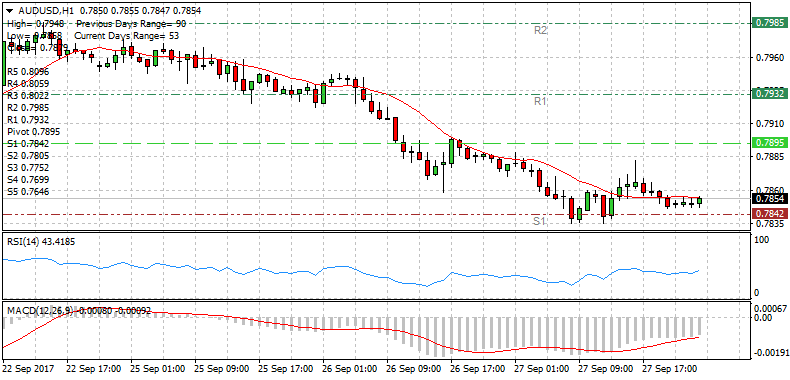 AUDUSD,H1 0.7850 0.7855 0.7847 0.7854
High= 0.7948 Previous Days Range= 90
Low= 0.7858 Current Days Range= 53
R5 0.8096
R4 0.8059
R3 0.8022
R2 0.7985
R1 0.7932
Pivot 0.7895
S1 0.7842
S2 0.7805
S3 0.7752
S4 0.7699
S5 0.7646
R2
R1
S1
0.7985
0.7960
0.7932
0.7910
0.7895
0.7885
0.7860
0.7854
0.7842
0.7835
RSI(14) 43.4185
100
0
MACD(12,26,9) -0.00080 -0.00092
0.00067
0.00
-0.00191
22 Sep 2017
22 Sep 17:00
25 Sep 01:00
25 Sep 09:00
25 Sep 17:00
26 Sep 01:00
26 Sep 09:00
26 Sep 17:00
27 Sep 01:00
27 Sep 09:00
27 Sep 17:00